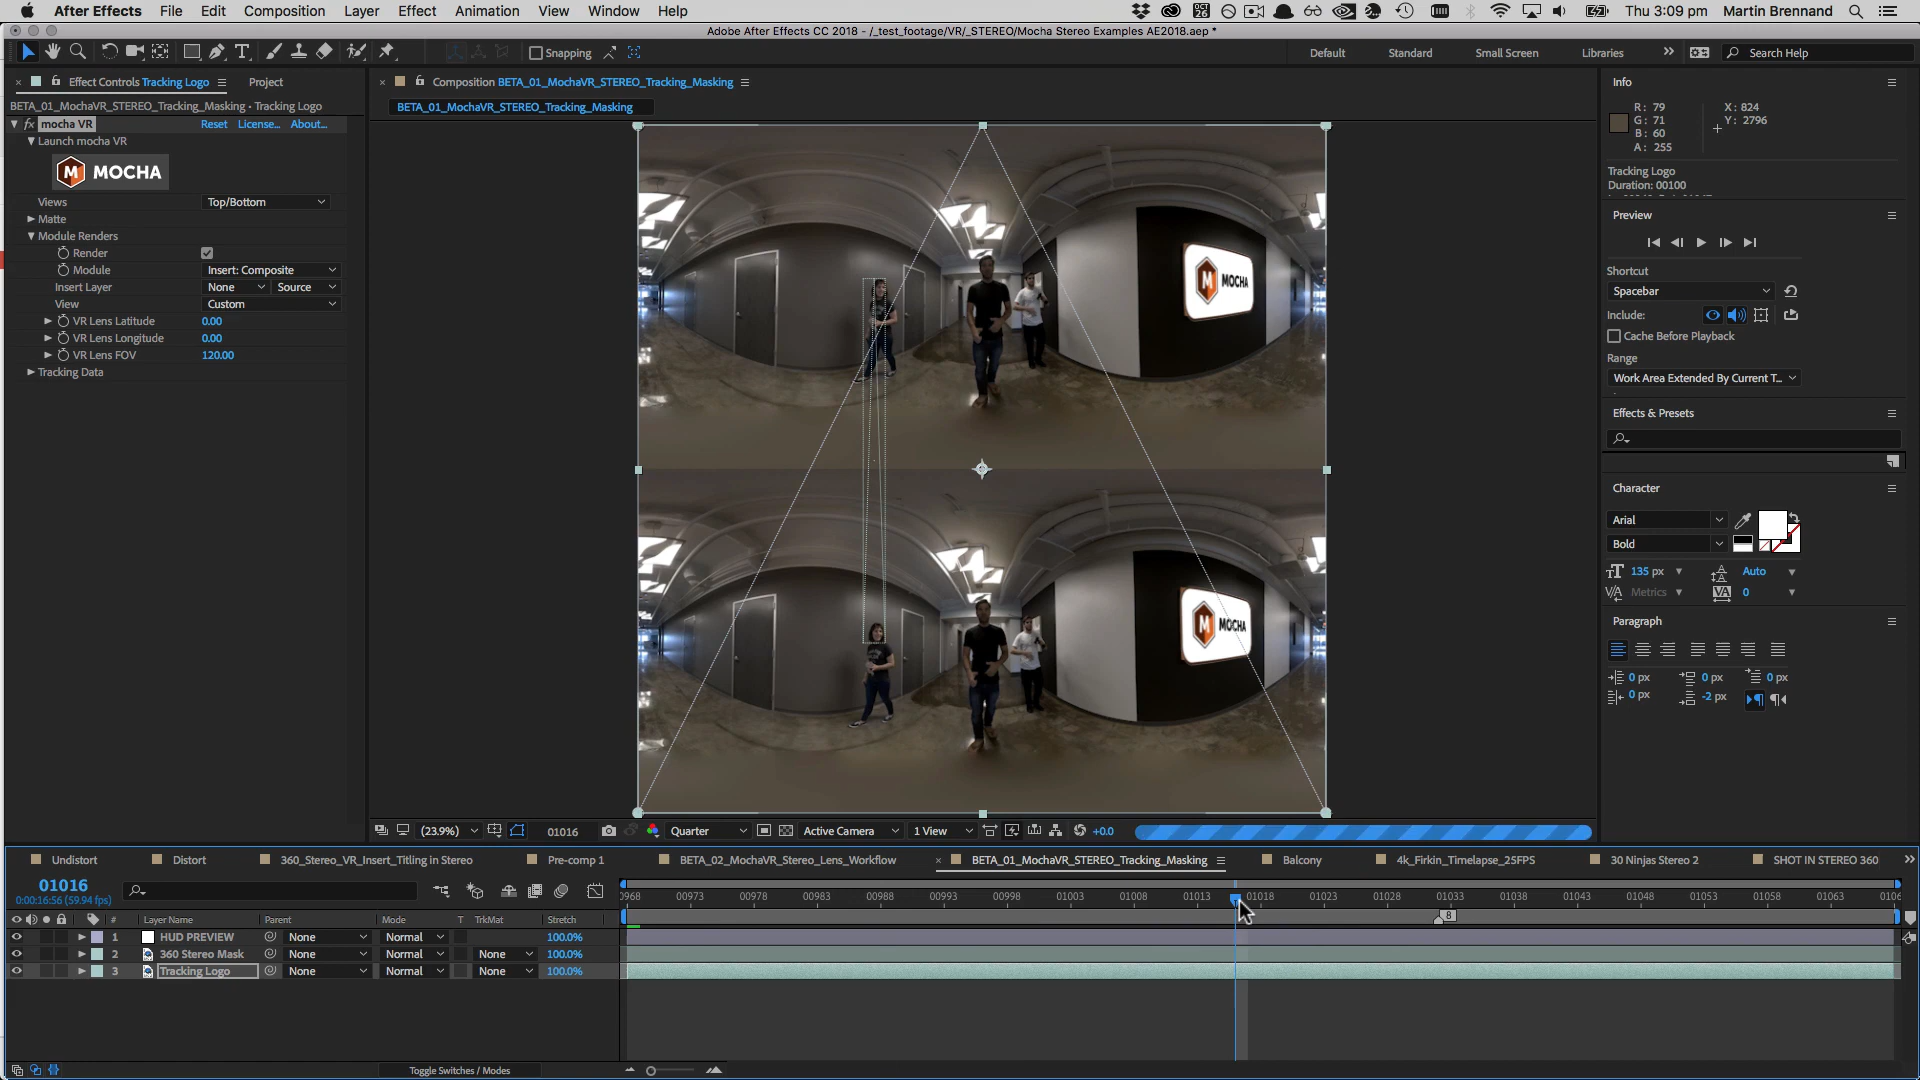 After Effects File Edit Composition Layer Effect Animation View Window Help Thu 3:09 pm Martin Brennand
Adobe After Effects CC 2018 - /_test_footage/VR/_STEREO/Mocha Stereo Examples AE2018.aep *
Snapping Default Standard Small Screen Libraries Search Help
Effect Controls Tracking Logo Project
Composition BETA_01_MochaVR_STEREO_Tracking_Masking
BETA_01_MochaVR_STEREO_Tracking_Masking • Tracking Logo
BETA_01_MochaVR_STEREO_Tracking_Masking
fx mocha VR Reset License... About...
Launch mocha VR
M MOCHA
Views Top/Bottom
Matte
Module Renders
Render
Module Insert: Composite
Insert Layer None Source
View Custom
VR Lens Latitude 0.00
VR Lens Longitude 0.00
VR Lens FOV 120.00
Tracking Data
M MOCHA
M MOCHA
Info
R: 79 X: 824
G: 71 Y: 2796
B: 60
A: 255
Tracking Logo
Duration: 00100
Preview
Shortcut
Spacebar
Include:
Cache Before Playback
Range
Work Area Extended By Current T...
Effects & Presets
Character
Arial
Bold
135 px Auto
Metrics 0
Paragraph
0 px 0 px 0 px
0 px -2 px
(23.9%) 01016 Quarter Active Camera 1 View +0.0
Undistort Distort 360_Stereo_VR_Insert_Titling in Stereo Pre-comp 1 BETA_02_MochaVR_Stereo_Lens_Workflow BETA_01_MochaVR_STEREO_Tracking_Masking Balcony 4k_Firkin_Timelapse_25FPS 30 Ninjas Stereo 2 SHOT IN STEREO 360
01016
0:00:16:56 (59.94 fps)
0968 00973 00978 00983 00988 00993 00998 01003 01008 01013 01018 01023 01028 01033 01038 01043 01048 01053 01058 01063 0106
8
# Layer Name Parent Mode T TrkMat Stretch
1 HUD PREVIEW None Normal 100.0%
2 360 Stereo Mask None Normal None 100.0%
3 Tracking Logo None Normal None 100.0%
Toggle Switches / Modes